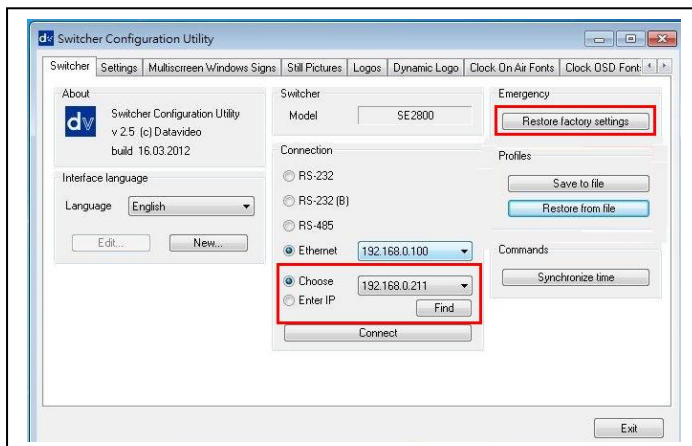 Switcher Configuration Utility
Switcher Settings Multiscrreen Windows Signs Still Pictures Logos Dynamic Logo Clock On Air Fonts Clock OSD Font:
About
dv
Switcher Configuration Utility
v 2.5 (c) Datavideo
build 16.03.2012
Interface language
Language English
Edit... New...
Switcher
Model SE2800
Connection
RS-232
RS-232 (B)
RS-485
Ethernet 192.168.0.100
Choose 192.168.0.211
Enter IP Find
Connect
Emergency
Restore factory settings
Profiles
Save to file
Restore from file
Commands
Synchronize time
Exit